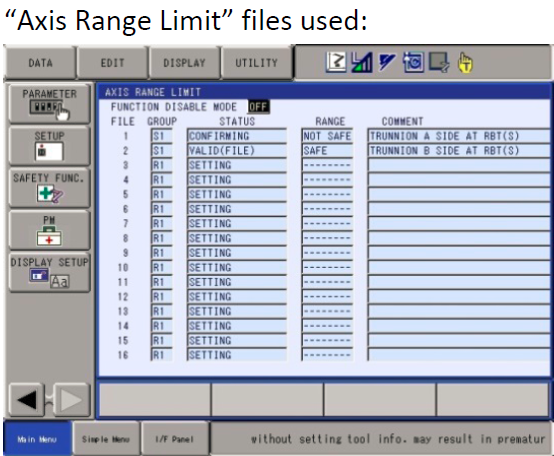 “Axis Range Limit” files used:
DATA EDIT DISPLAY UTILITY
PARAMETER
SETUP
SAFETY FUNC.
PM
DISPLAY SETUP
Aa
AXIS RANGE LIMIT
FUNCTION DISABLE MODE OFF
FILE GROUP STATUS RANGE COMMENT
1 S1 CONFIRMING NOT SAFE TRUNNION A SIDE AT RBT(S)
2 S1 VALID(FILE) SAFE TRUNNION B SIDE AT RBT(S)
3 R1 SETTING --------
4 R1 SETTING --------
5 R1 SETTING --------
6 R1 SETTING --------
7 R1 SETTING --------
8 R1 SETTING --------
9 R1 SETTING --------
10 R1 SETTING --------
11 R1 SETTING --------
12 R1 SETTING --------
13 R1 SETTING --------
14 R1 SETTING --------
15 R1 SETTING --------
16 R1 SETTING --------
Main Menu Simple Menu I/F Panel without setting tool info. may result in prematur